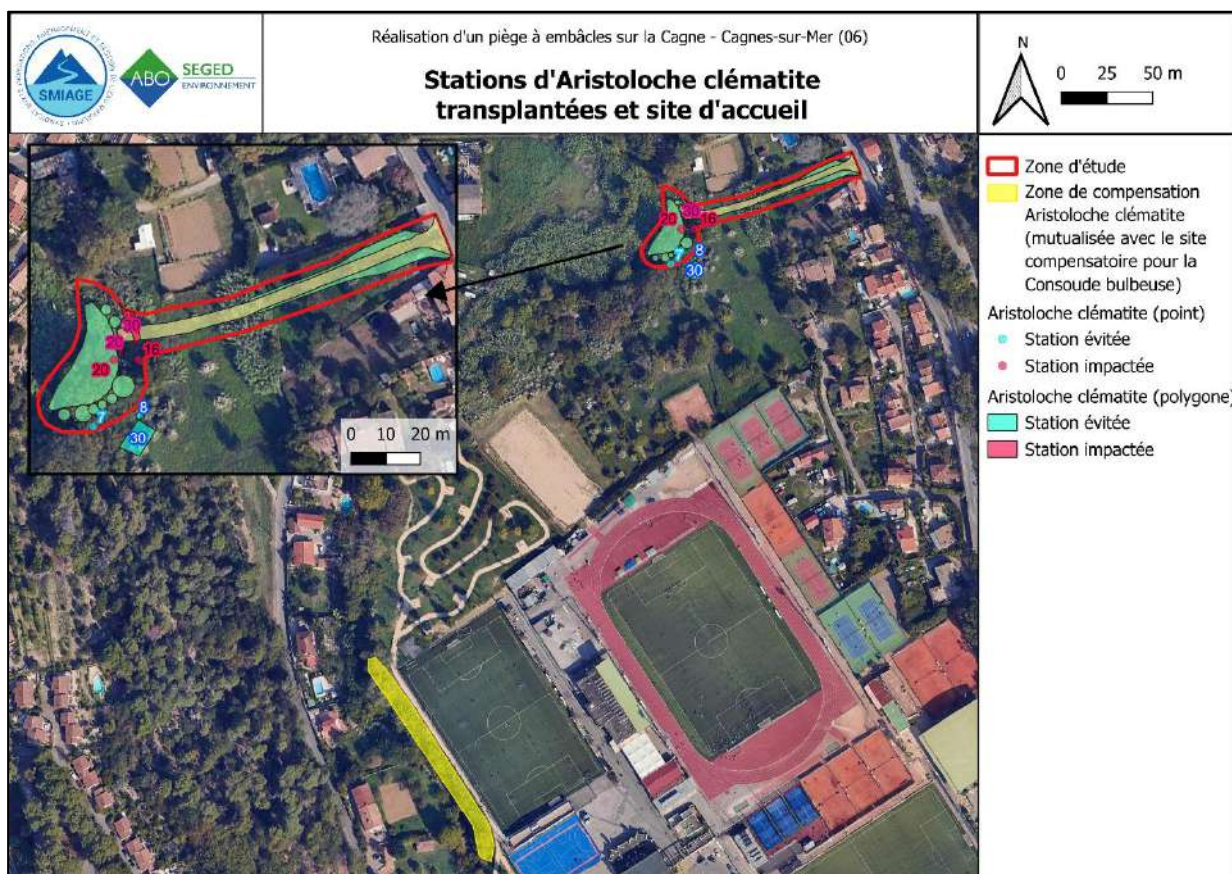 SMIAGE
ABO
SEGED
ENVIRONNEMENT
Réalisation d'un piège à embâcles sur la Cagne - Cagnes-sur-Mer (06)
Stations d'Aristoloche clématite
transplantées et site d'accueil
N
0 25 50 m
Zone d'étude
Zone de compensation
Aristoloche clématite
(mutualisée avec le site
compensatoire pour la
Consoude bulbeuse)
Aristoloche clématite (point)
Station évitée
Station impactée
Aristoloche clématite (polygone)
Station évitée
Station impactée
30
20
16
20
7
8
30
0 10 20 m
30
20
16
8
7
30